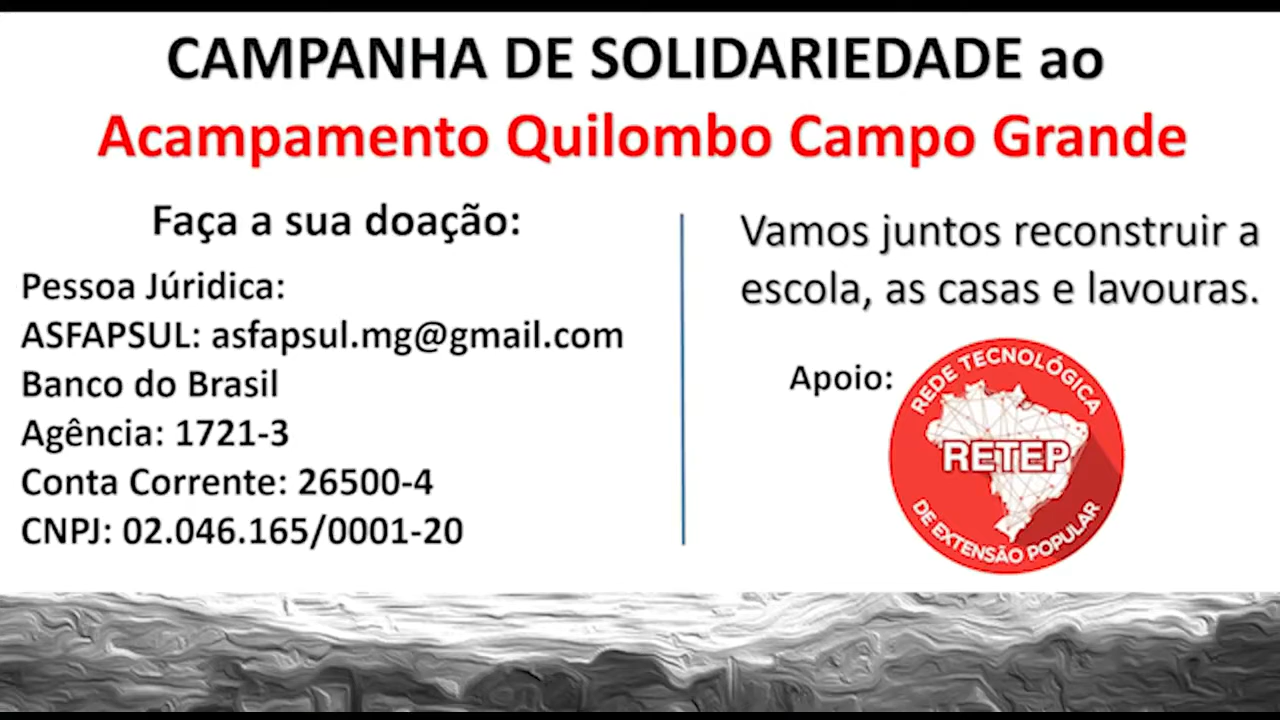 CAMPANHA DE SOLIDARIEDADE ao
Acampamento Quilombo Campo Grande
Faça a sua doação:
Pessoa Júridica:
ASFAPSUL: asfapsul.mg@gmail.com
Banco do Brasil
Agência: 1721-3
Conta Corrente: 26500-4
CNPJ: 02.046.165/0001-20
Vamos juntos reconstruir a
escola, as casas e lavouras.
Apoio:
REDE TECNOLÓGICA
RETEP
DE EXTENSÃO POPULAR